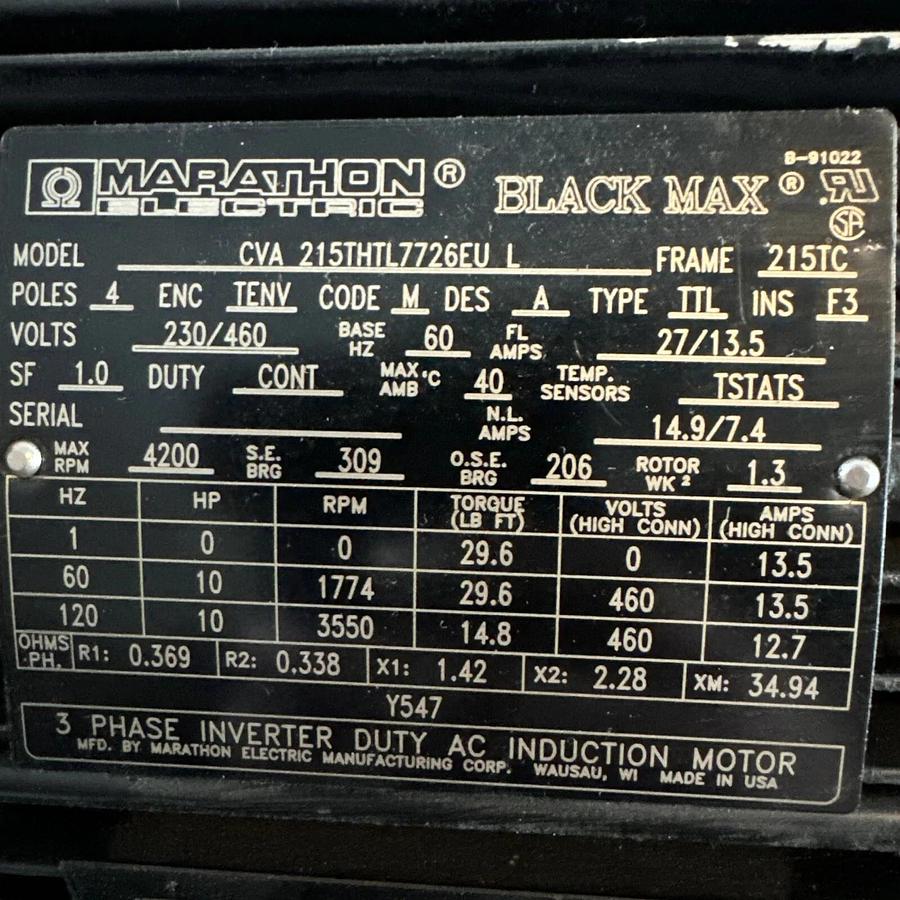 B-91022
MARATHON ® BLACK MAX ® RU
ELECTRIC SA
MODEL CVA 215THTL7726EU L FRAME 215TC
POLES 4 ENC TENV CODE M DES A TYPE TTL INS F3
VOLTS 230/460 BASE HZ 60 FL AMPS 27/13.5
SF 1.0 DUTY CONT MAX AMB °C 40 TEMP. SENSORS TSTATS
SERIAL N.L. AMPS 14.9/7.4
MAX RPM 4200 S.E. BRG 309 O.S.E. BRG 206 ROTOR WK² 1.3
HZ HP RPM TORQUE (LB FT) VOLTS (HIGH CONN) AMPS (HIGH CONN)
1 0 0 29.6 0 13.5
60 10 1774 29.6 460 13.5
120 10 3550 14.8 460 12.7
OHMS PH. R1: 0.369 R2: 0.338 X1: 1.42 X2: 2.28 XM: 34.94
Y547
3 PHASE INVERTER DUTY AC INDUCTION MOTOR
MFD. BY MARATHON ELECTRIC MANUFACTURING CORP. WAUSAU, WI MADE IN USA